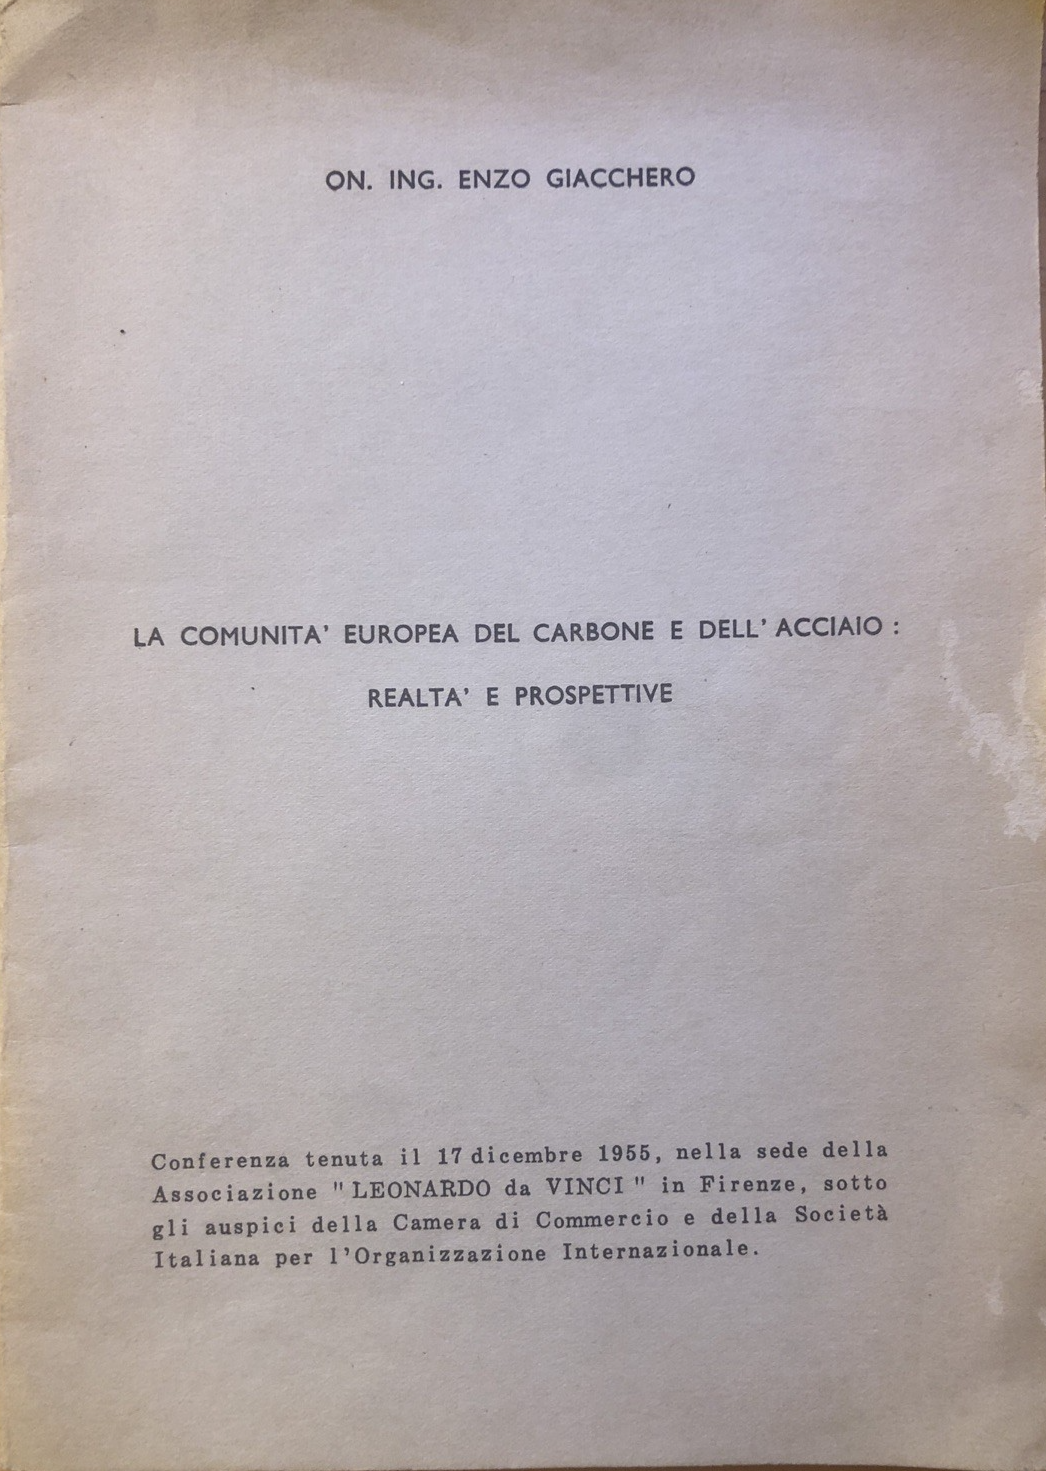 ON. ING. ENZO GIACCHERO
LA COMUNITA' EUROPEA DEL CARBONE E DELL' ACCIAIO :
REALTA' E PROSPETTIVE
Conferenza tenuta il 17 dicembre 1955, nella sede della
Associazione " LEONARDO da VINCI " in Firenze, sotto
gli auspici della Camera di Commercio e della Società
Italiana per l'Organizzazione Internazionale.